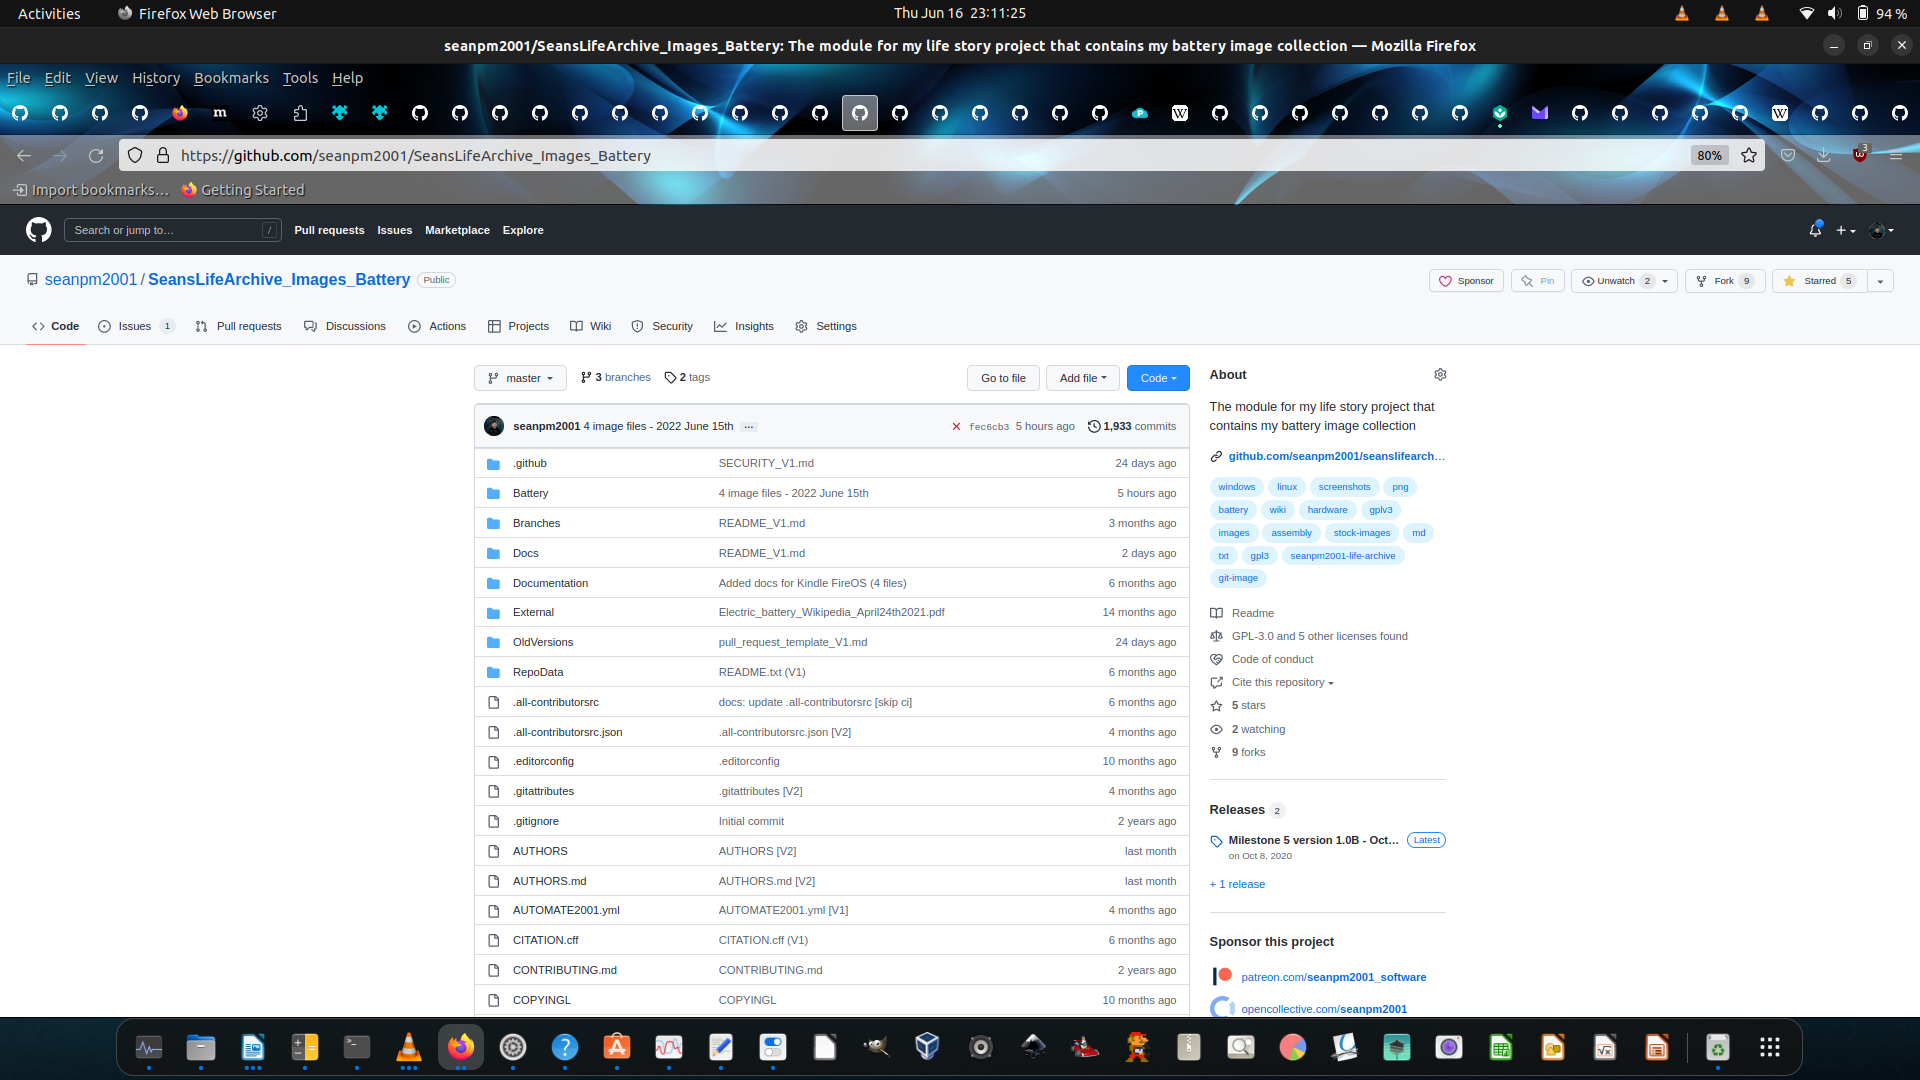 Activities Firefox Web Browser Thu Jun 16 23:11:25 94 %
seanpm2001/SeansLifeArchive_Images_Battery: The module for my life story project that contains my battery image collection — Mozilla Firefox
File Edit View History Bookmarks Tools Help
https://github.com/seanpm2001/SeansLifeArchive_Images_Battery 80% 3
Import bookmarks… Getting Started
Search or jump to… / Pull requests Issues Marketplace Explore
seanpm2001 / SeansLifeArchive_Images_Battery Public Sponsor Pin Unwatch 2 Fork 9 Starred 5
Code Issues 1 Pull requests Discussions Actions Projects Wiki Security Insights Settings
master 3 branches 2 tags Go to file Add file Code
seanpm2001 4 image files - 2022 June 15th … fec6cb3 5 hours ago 1,933 commits
.github SECURITY_V1.md 24 days ago
Battery 4 image files - 2022 June 15th 5 hours ago
Branches README_V1.md 3 months ago
Docs README_V1.md 2 days ago
Documentation Added docs for Kindle FireOS (4 files) 6 months ago
External Electric_battery_Wikipedia_April24th2021.pdf 14 months ago
OldVersions pull_request_template_V1.md 24 days ago
RepoData README.txt (V1) 6 months ago
.all-contributorsrc docs: update .all-contributorsrc [skip ci] 6 months ago
.all-contributorsrc.json .all-contributorsrc.json [V2] 4 months ago
.editorconfig .editorconfig 10 months ago
.gitattributes .gitattributes [V2] 4 months ago
.gitignore Initial commit 2 years ago
AUTHORS AUTHORS [V2] last month
AUTHORS.md AUTHORS.md [V2] last month
AUTOMATE2001.yml AUTOMATE2001.yml [V1] 4 months ago
CITATION.cff CITATION.cff (V1) 6 months ago
CONTRIBUTING.md CONTRIBUTING.md 2 years ago
COPYINGL COPYINGL 10 months ago
About
The module for my life story project that
contains my battery image collection
github.com/seanpm2001/seanslifearch…
windows linux screenshots png
battery wiki hardware gplv3
images assembly stock-images md
txt gpl3 seanpm2001-life-archive
git-image
Readme
GPL-3.0 and 5 other licenses found
Code of conduct
Cite this repository
5 stars
2 watching
9 forks
Releases 2
Milestone 5 version 1.0B - Oct… Latest
on Oct 8, 2020
+ 1 release
Sponsor this project
patreon.com/seanpm2001_software
opencollective.com/seanpm2001